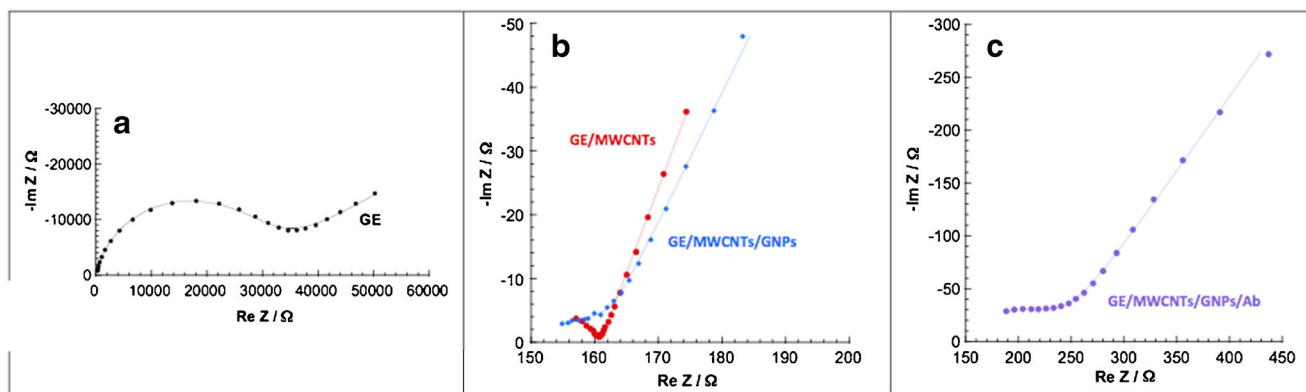 a
-30000
-20000
-10000
0
-Im Z / Ω
GE
0 10000 20000 30000 40000 50000 60000
Re Z / Ω
b
-50
-40
-30
-20
-10
0
-Im Z / Ω
GE/MWCNTs
GE/MWCNTs/GNPs
150 160 170 180 190 200
Re Z / Ω
c
-300
-250
-200
-150
-100
-50
0
-Im Z / Ω
GE/MWCNTs/GNPs/Ab
150 200 250 300 350 400 450
Re Z / Ω